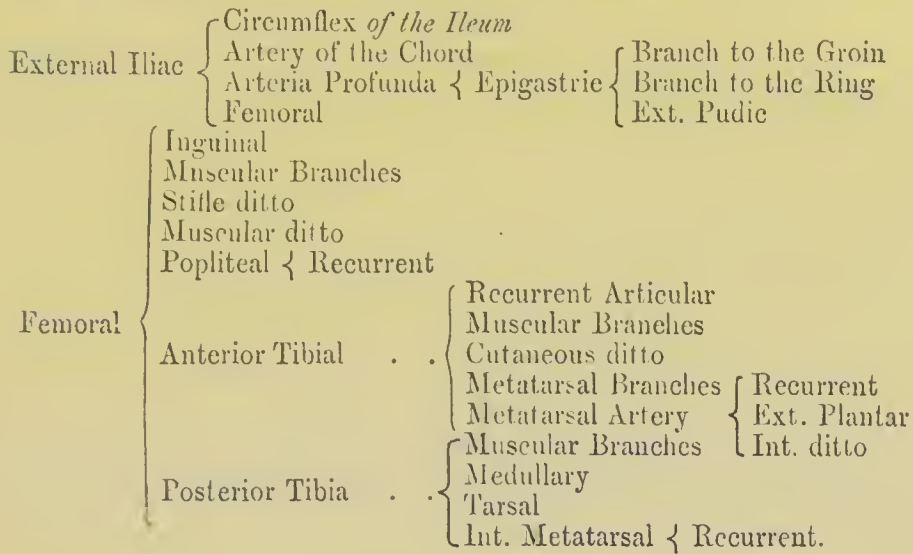 Circumflex of the Ileum
External Iliac { Artery of the Chord { Branch to the Groin
Arteria Profunda { Epigastric { Branch to the Ring
Femoral { Ext. Pudic
Inguinal
Muscular Branches
Stifle ditto
Muscular ditto
Popliteal { Recurrent
Femoral { Recurrent Articular
Muscular Branches
Anterior Tibial . . { Cutaneous ditto
Metatarsal Branches { Recurrent
Metatarsal Artery { Ext. Plantar
Muscular Branches { Int. ditto
Posterior Tibia . . { Medullary
Tarsal
Int. Metatarsal { Recurrent.